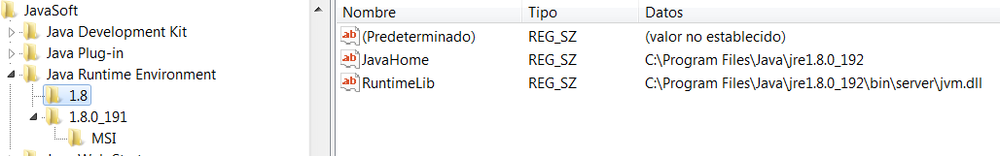 JavaSoft
Java Development Kit
Java Plug-in
Java Runtime Environment
1.8
1.8.0_191
MSI
Nombre Tipo Datos
(Predeterminado) REG_SZ (valor no establecido)
JavaHome REG_SZ C:\Program Files\Java\jre1.8.0_192
RuntimeLib REG_SZ C:\Program Files\Java\jre1.8.0_192\bin\server\jvm.dll